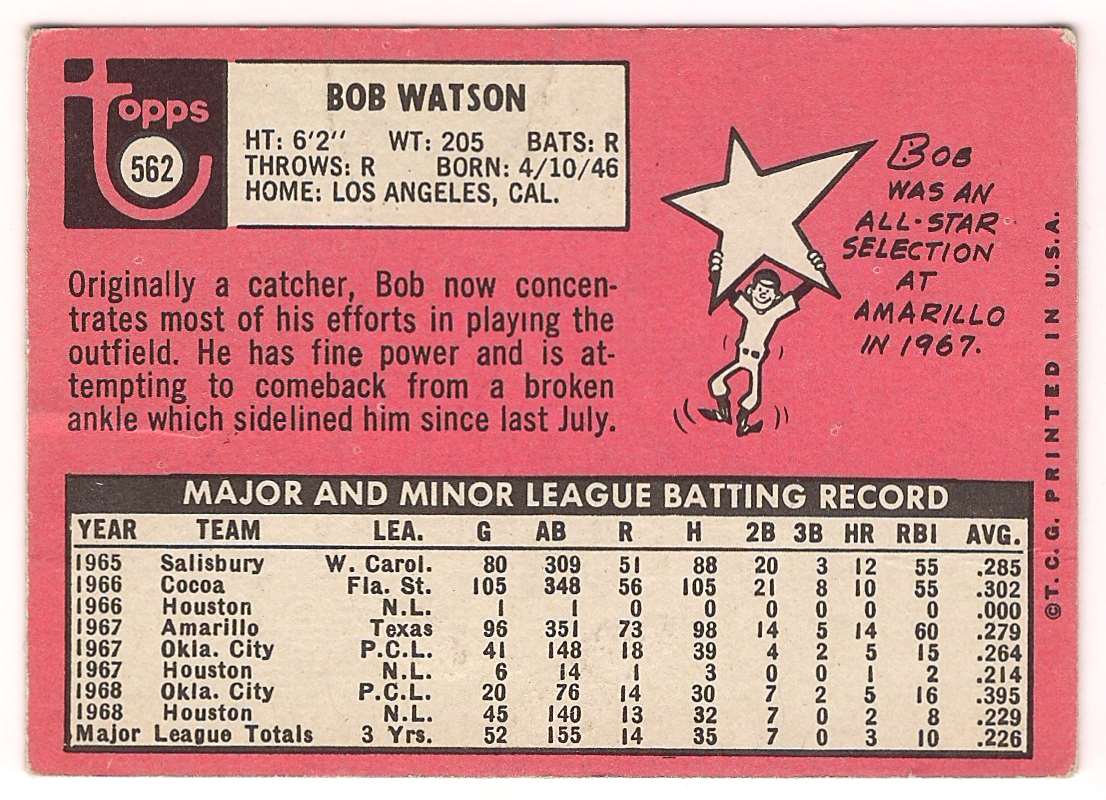 topps
562
BOB WATSON
HT: 6'2" WT: 205 BATS: R
THROWS: R BORN: 4/10/46
HOME: LOS ANGELES, CAL.
BOB
WAS AN
ALL-STAR
SELECTION
AT
AMARILLO
IN 1967.
Originally a catcher, Bob now concen-
trates most of his efforts in playing the
outfield. He has fine power and is at-
tempting to comeback from a broken
ankle which sidelined him since last July.
MAJOR AND MINOR LEAGUE BATTING RECORD
YEAR TEAM LEA. G AB R H 2B 3B HR RBI AVG.
1965 Salisbury W. Carol. 80 309 51 88 20 3 12 55 .285
1966 Cocoa Fla. St. 105 348 56 105 21 8 10 55 .302
1966 Houston N.L. 1 1 0 0 0 0 0 0 .000
1967 Amarillo Texas 96 351 73 98 14 5 14 60 .279
1967 Okla. City P.C.L. 41 148 18 39 4 2 5 15 .264
1967 Houston N.L. 6 14 1 3 0 0 1 2 .214
1968 Okla. City P.C.L. 20 76 14 30 7 2 5 16 .395
1968 Houston N.L. 45 140 13 32 7 0 2 8 .229
Major League Totals 3 Yrs. 52 155 14 35 7 0 3 10 .226
©T.C.G. PRINTED IN U.S.A.